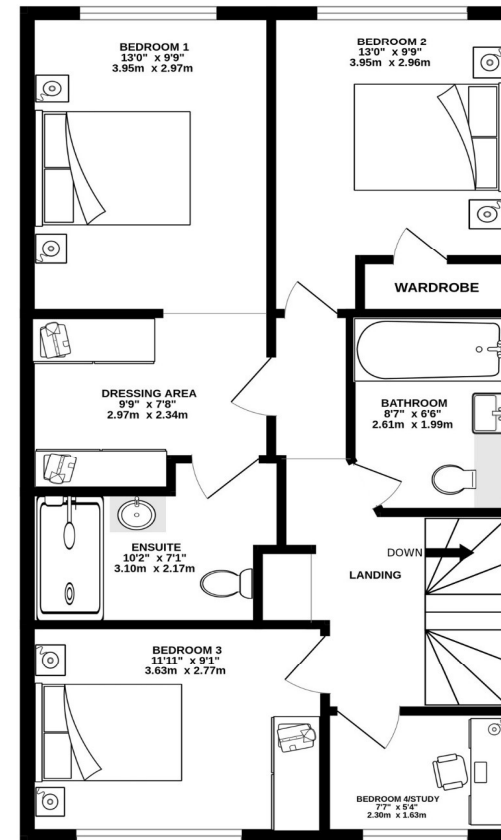 BEDROOM 1
13'0" x 9'9"
3.95m x 2.97m
BEDROOM 2
13'0" x 9'9"
3.95m x 2.96m
WARDROBE
DRESSING AREA
9'9" x 7'8"
2.97m x 2.34m
BATHROOM
8'7" x 6'6"
2.61m x 1.99m
ENSUITE
10'2" x 7'1"
3.10m x 2.17m
DOWN
LANDING
BEDROOM 3
11'11" x 9'1"
3.63m x 2.77m
BEDROOM 4/STUDY
7'7" x 5'4"
2.30m x 1.63m